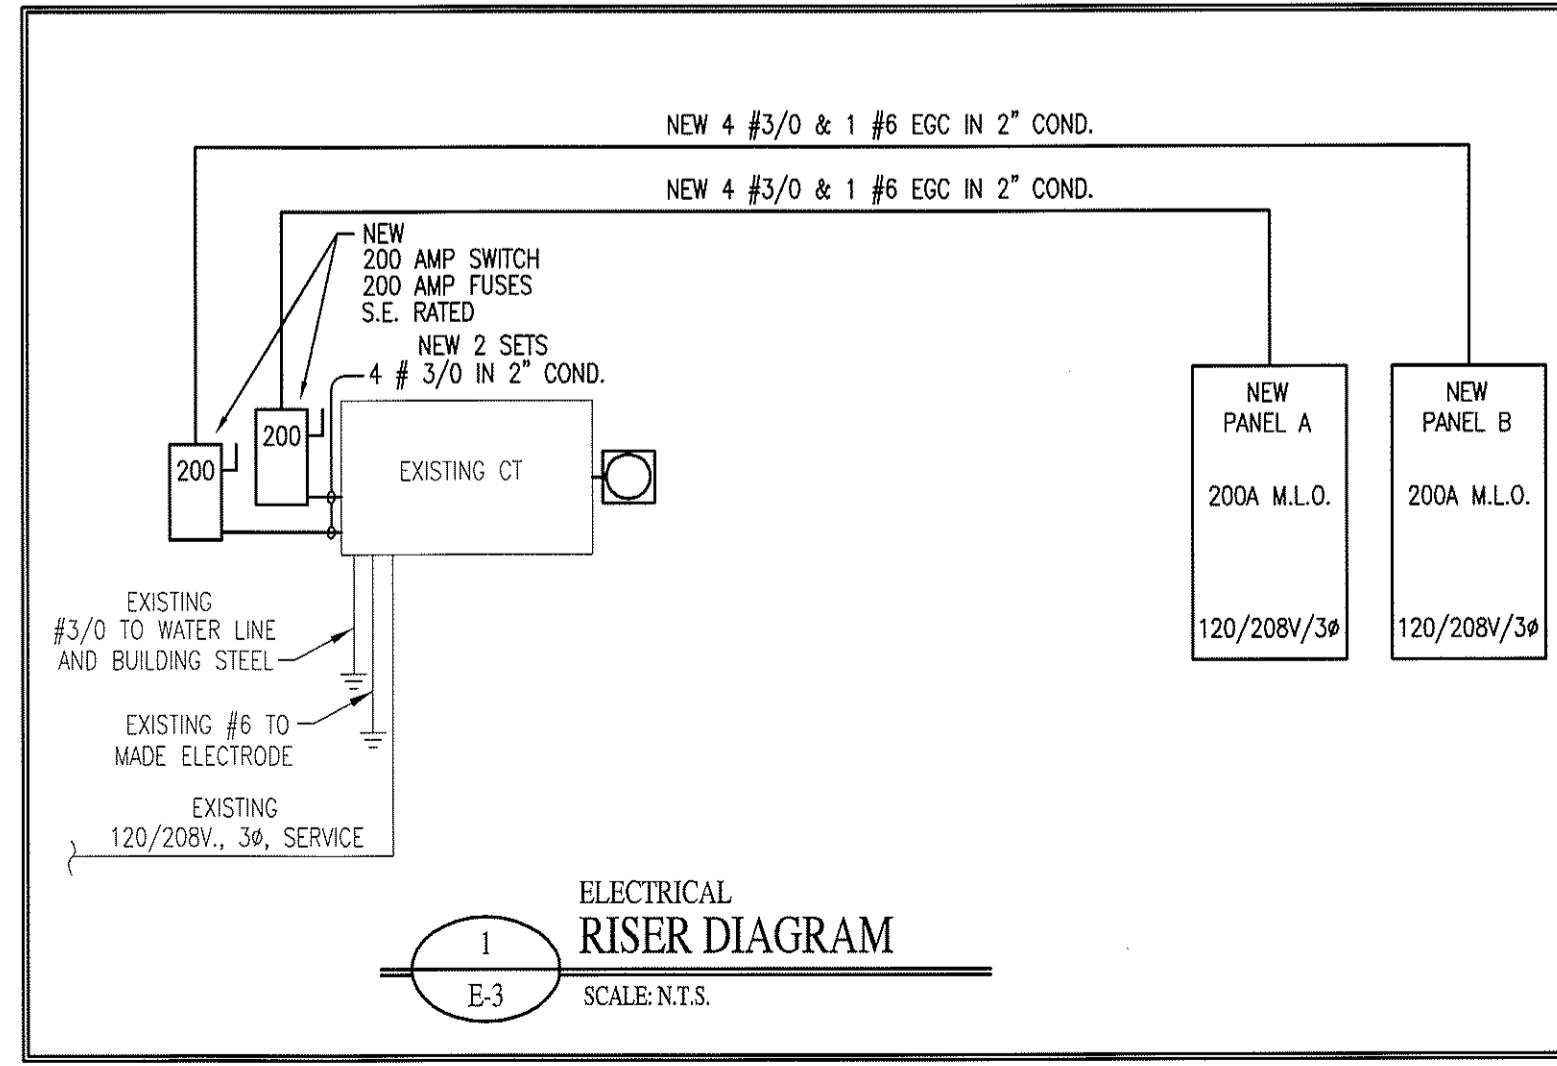 NEW 4 #3/0 & 1 #6 EGC IN 2" COND.
NEW 4 #3/0 & 1 #6 EGC IN 2" COND.
NEW
200 AMP SWITCH
200 AMP FUSES
S.E. RATED
NEW 2 SETS
4 # 3/0 IN 2" COND.
200
200
EXISTING CT
NEW
PANEL A
200A M.L.O.
120/208V/3ø
NEW
PANEL B
200A M.L.O.
120/208V/3ø
EXISTING
#3/0 TO WATER LINE
AND BUILDING STEEL
EXISTING #6 TO
MADE ELECTRODE
EXISTING
120/208V., 3ø, SERVICE
1
E-3
ELECTRICAL
RISER DIAGRAM
SCALE: N.T.S.